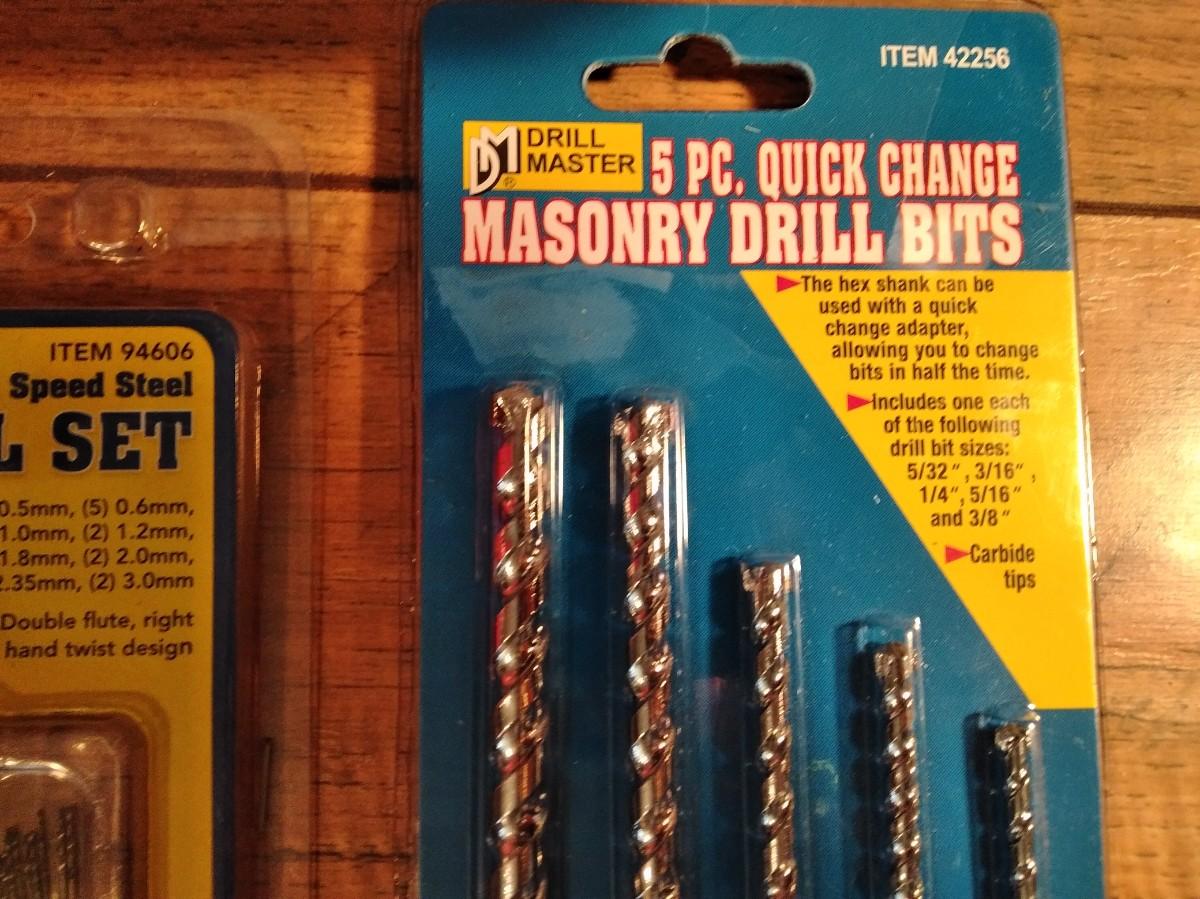 ITEM 94606
Speed Steel
SET
0.5mm, (5) 0.6mm,
1.0mm, (2) 1.2mm,
1.8mm, (2) 2.0mm,
2.35mm, (2) 3.0mm
Double flute, right
hand twist design
ITEM 42256
DM®
DRILL
MASTER
5 PC. QUICK CHANGE
MASONRY DRILL BITS
The hex shank can be
used with a quick
change adapter,
allowing you to change
bits in half the time.
Includes one each
of the following
drill bit sizes:
5/32", 3/16",
1/4", 5/16"
and 3/8"
Carbide
tips